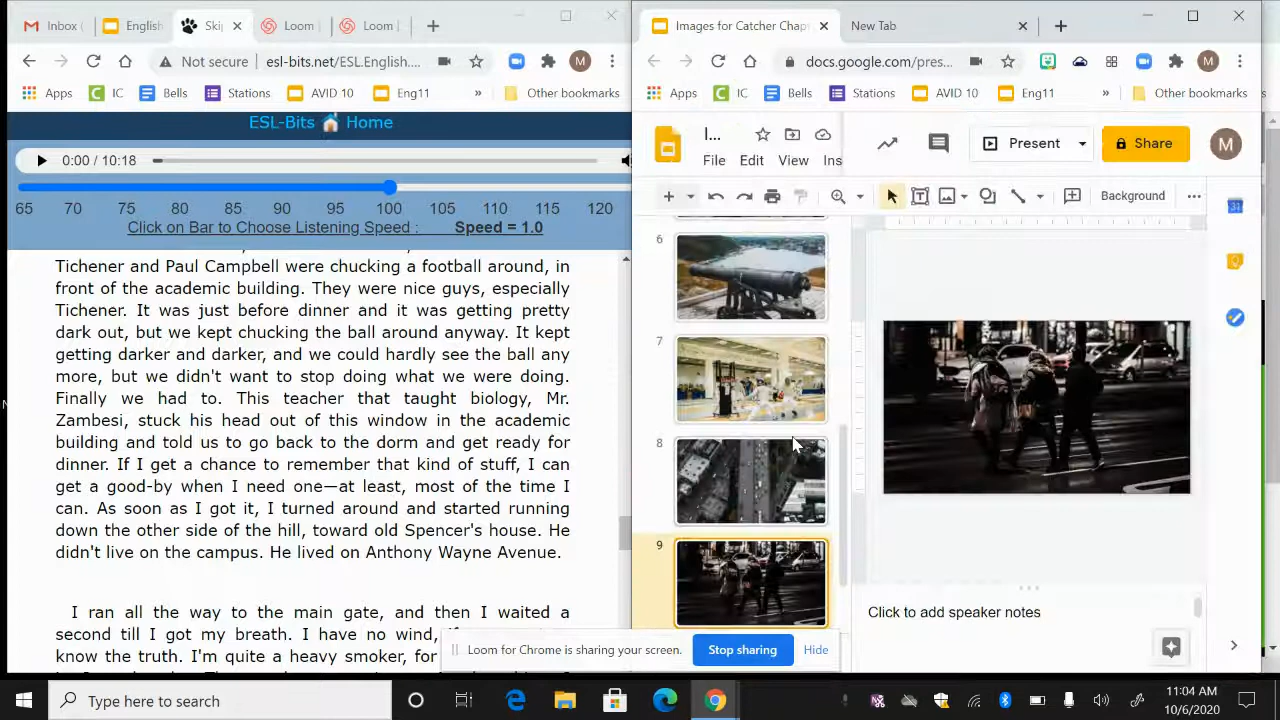 Inbox
English
Ski
Loom
Loom
Images for Catcher Chap
New Tab
Not secure
esl-bits.net/ESL.English...
docs.google.com/pres...
M
M
Apps
IC
Bells
Stations
AVID 10
Eng11
»
Other bookmarks
Apps
IC
Bells
Stations
AVID 10
Eng11
»
Other bookmarks
ESL-Bits Home
0:00 / 10:18
65 70 75 80 85 90 95 100 105 110 115 120
Click on Bar to Choose Listening Speed : Speed = 1.0
I...
File Edit View Ins
Present
Share
M
Background
Tichener and Paul Campbell were chucking a football around, in
front of the academic building. They were nice guys, especially
Tichener. It was just before dinner and it was getting pretty
dark out, but we kept chucking the ball around anyway. It kept
getting darker and darker, and we could hardly see the ball any
more, but we didn't want to stop doing what we were doing.
Finally we had to. This teacher that taught biology, Mr.
Zambesi, stuck his head out of this window in the academic
building and told us to go back to the dorm and get ready for
dinner. If I get a chance to remember that kind of stuff, I can
get a good-by when I need one—at least, most of the time I
can. As soon as I got it, I turned around and started running
down the other side of the hill, toward old Spencer's house. He
didn't live on the campus. He lived on Anthony Wayne Avenue.
I ran all the way to the main gate, and then I waited a
second till I got my breath. I have no wind,
know the truth. I'm quite a heavy smoker, for
6
7
8
9
31
Click to add speaker notes
Loom for Chrome is sharing your screen.
Stop sharing
Hide
Type here to search
11:04 AM
10/6/2020